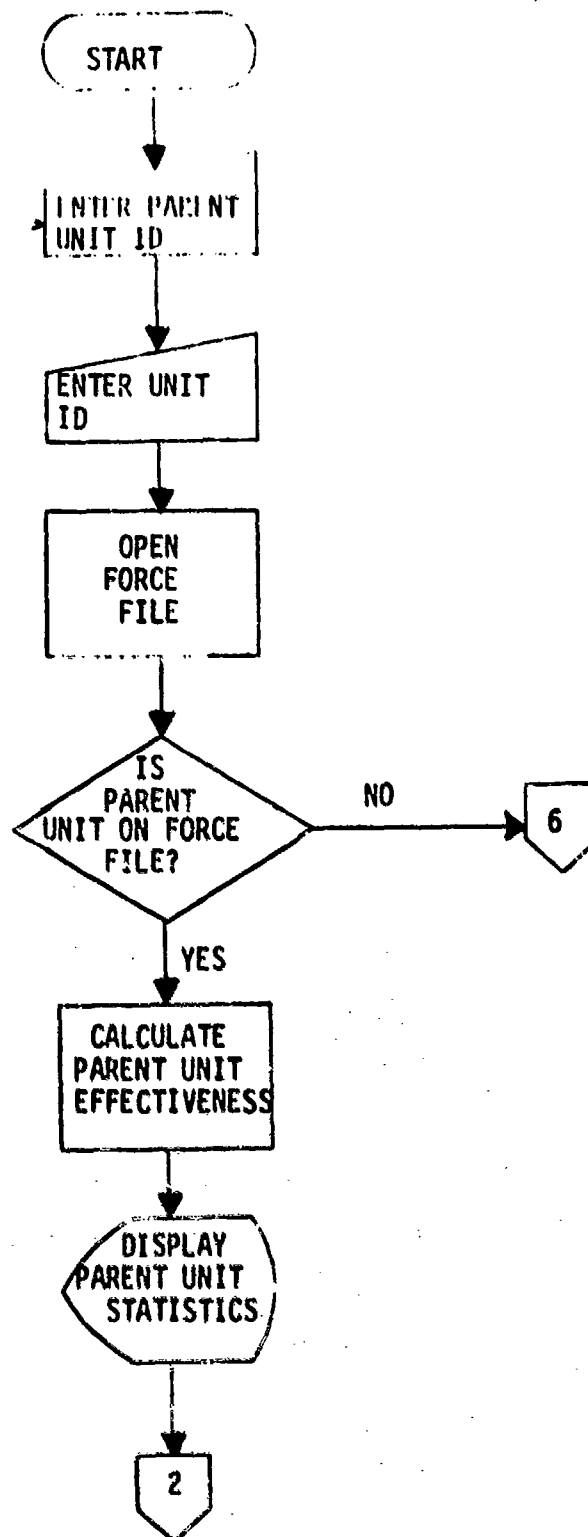 START
ENTER PARENT
UNIT ID
ENTER UNIT
ID
OPEN
FORCE
FILE
IS
PARENT
UNIT ON FORCE
FILE?
NO
6
YES
CALCULATE
PARENT UNIT
EFFECTIVENESS
DISPLAY
PARENT UNIT
STATISTICS
2